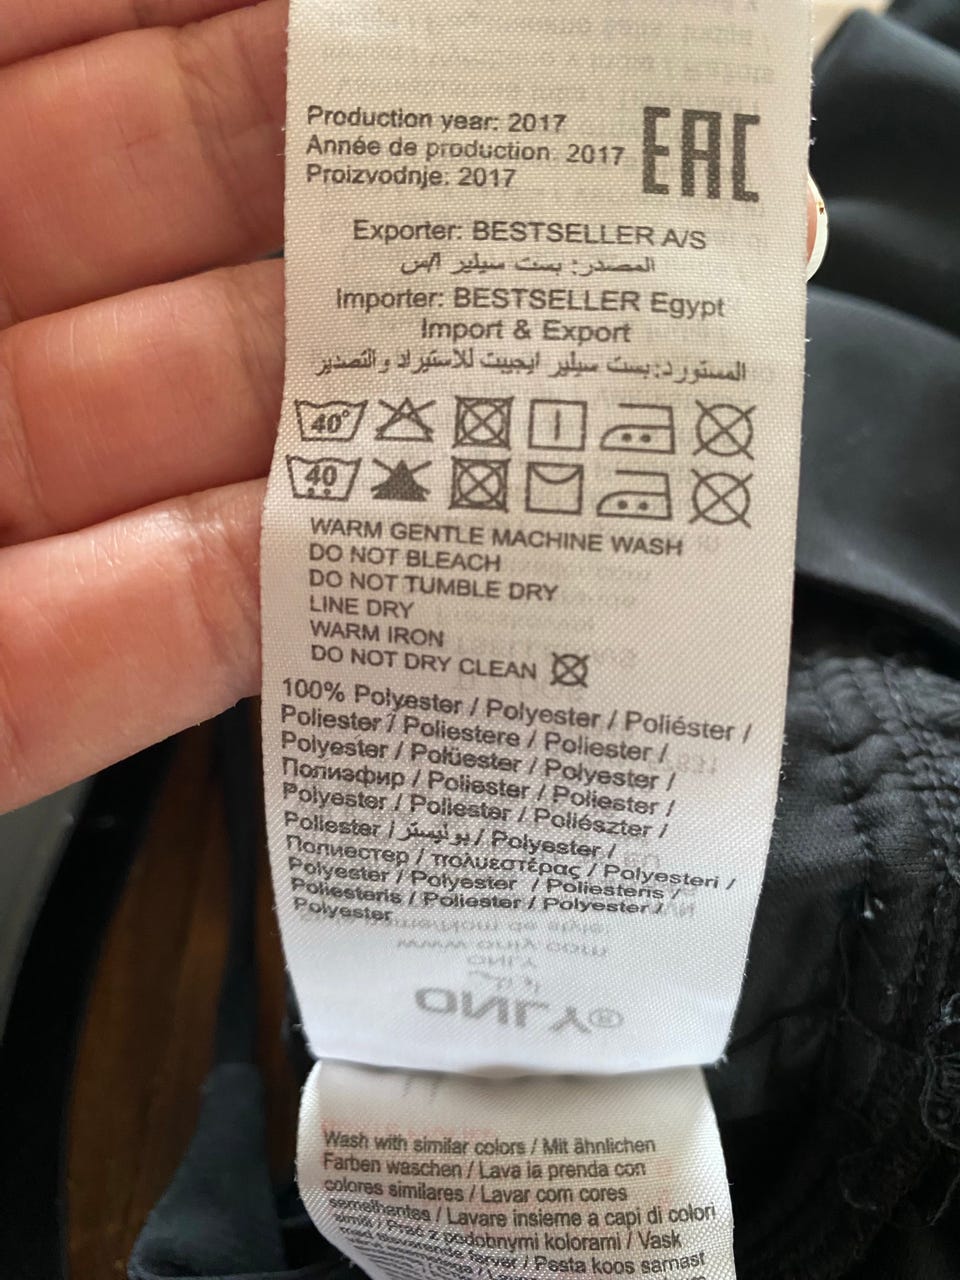 Production year: 2017
Année de production: 2017
Proizvodnje: 2017
EAC
Exporter: BESTSELLER A/S
المصدر: بست سيلير ا/س
Importer: BESTSELLER Egypt
Import & Export
المستورد: بست سيلير ايجيبت للاستيراد والتصدير
40°
40
WARM GENTLE MACHINE WASH
DO NOT BLEACH
DO NOT TUMBLE DRY
LINE DRY
WARM IRON
DO NOT DRY CLEAN
100% Polyester / Polyester / Poliéster /
Poliester / Poliestere / Poliester /
Polyester / Polüester / Polyester /
Полиэфир / Poliester / Poliester /
Polyester / Poliester / Poliészter /
Poliester / بوليستر / Polyester /
Полиестер / πολυεστέρας / Polyesteri /
Polyester / Polyester / Poliesteris /
Poliesteris / Poliester / Polyester /
Polyester
ONLY®
Wash with similar colors / Mit ähnlichen
Farben waschen / Lava la prenda con
colores similares / Lavar com cores
semelhantes / Lavare insieme a capi di colori
simili / Prać z podobnymi kolorami / Vask
med tilsvarende farver / Pesta koos samast